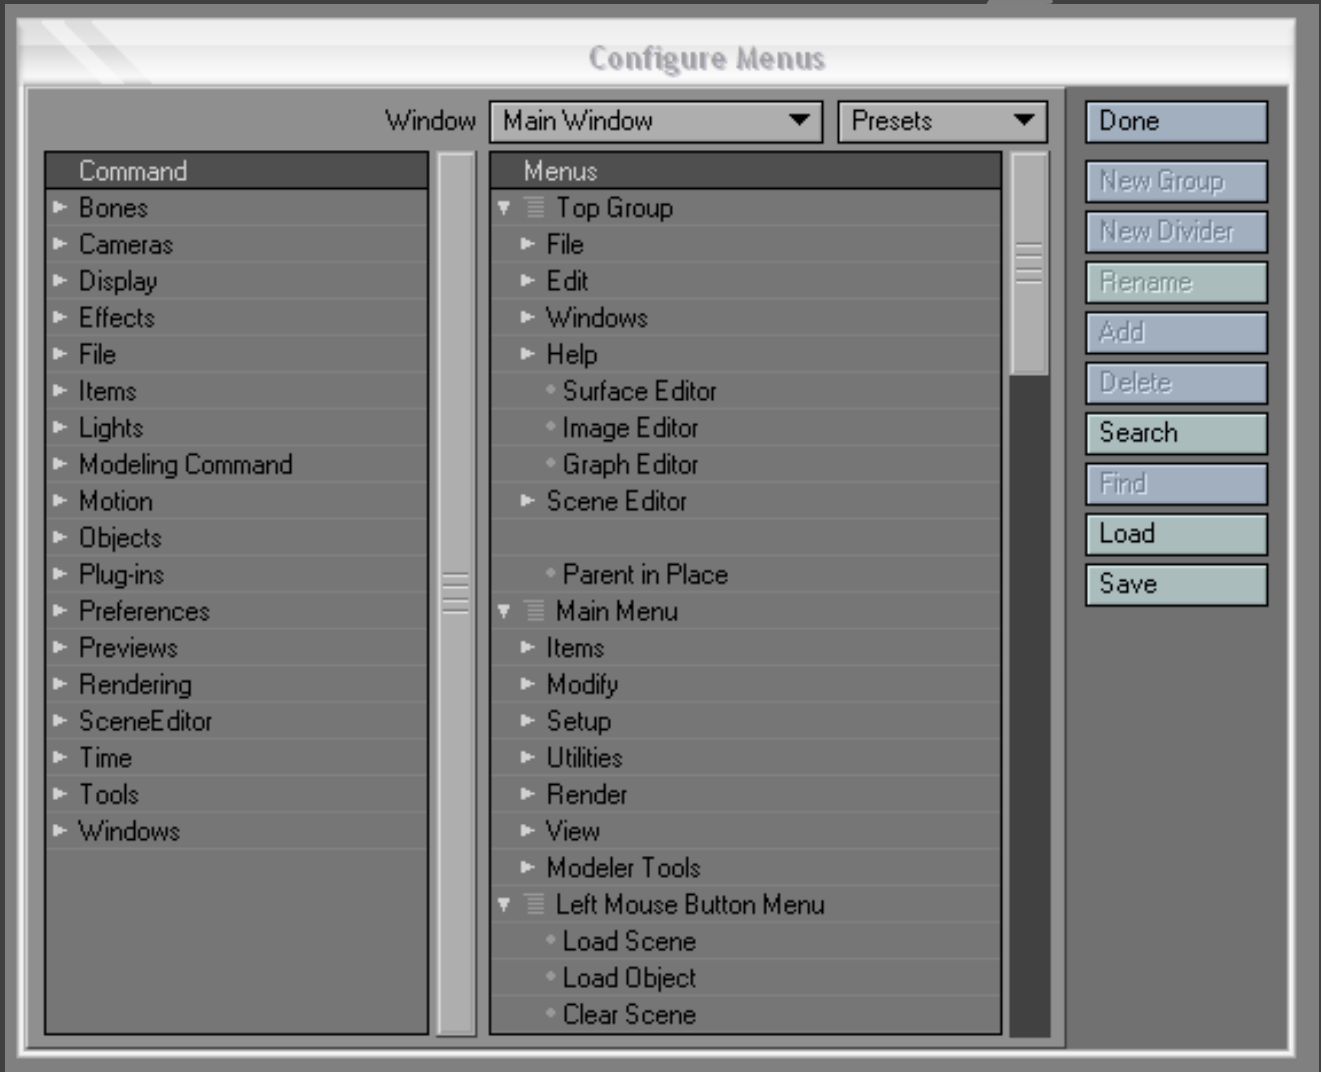 Configure Menus
Window
Main Window
Presets
Command
Bones
Cameras
Display
Effects
File
Items
Lights
Modeling Command
Motion
Objects
Plug-ins
Preferences
Previews
Rendering
SceneEditor
Time
Tools
Windows
Menus
Top Group
File
Edit
Windows
Help
Surface Editor
Image Editor
Graph Editor
Scene Editor
Parent in Place
Main Menu
Items
Modify
Setup
Utilities
Render
View
Modeler Tools
Left Mouse Button Menu
Load Scene
Load Object
Clear Scene
Done
New Group
New Divider
Rename
Add
Delete
Search
Find
Load
Save